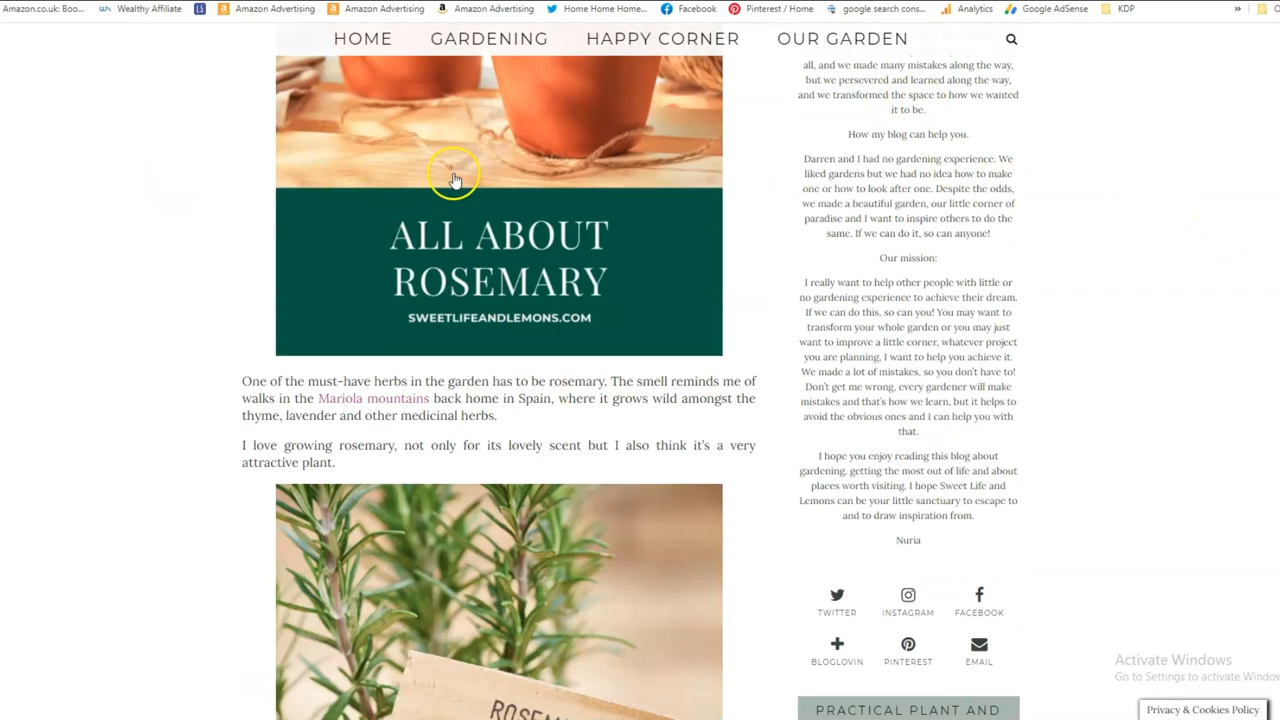 Amazon.co.uk: Boo... Wealthy Affiliate Amazon Advertising Amazon Advertising Amazon Advertising Home Home Home... Facebook Pinterest / Home google search cons... Analytics Google AdSense » KDP
HOME GARDENING HAPPY CORNER OUR GARDEN
ALL ABOUT
ROSEMARY
SWEETLIFEANDLEMONS.COM
One of the must-have herbs in the garden has to be rosemary. The smell reminds me of
walks in the Mariola mountains back home in Spain, where it grows wild amongst the
thyme, lavender and other medicinal herbs.
I love growing rosemary, not only for its lovely scent but I also think it's a very
attractive plant.
all, and we made many mistakes along the way,
but we persevered and learned along the way,
and we transformed the space to how we wanted
it to be.
How my blog can help you.
Darren and I had no gardening experience. We
liked gardens but we had no idea how to make
one or how to look after one. Despite the odds,
we made a beautiful garden, our little corner of
paradise and I want to inspire others to do the
same. If we can do it, so can anyone!
Our mission:
I really want to help other people with little or
no gardening experience to achieve their dream.
If we can do this, so can you! You may want to
transform your whole garden or you may just
want to improve a little corner, whatever project
you are planning, I want to help you achieve it.
We made a lot of mistakes, so you don't have to!
Don't get me wrong, every gardener will make
mistakes and that's how we learn, but it helps to
avoid the obvious ones and I can help you with
that.
I hope you enjoy reading this blog about
gardening, getting the most out of life and about
places worth visiting. I hope Sweet Life and
Lemons can be your little sanctuary to escape to
and to draw inspiration from.
Nuria
TWITTER INSTAGRAM FACEBOOK
BLOGLOVIN PINTEREST EMAIL
PRACTICAL PLANT AND
Activate Windows
Go to Settings to activate Window
Privacy & Cookies Policy